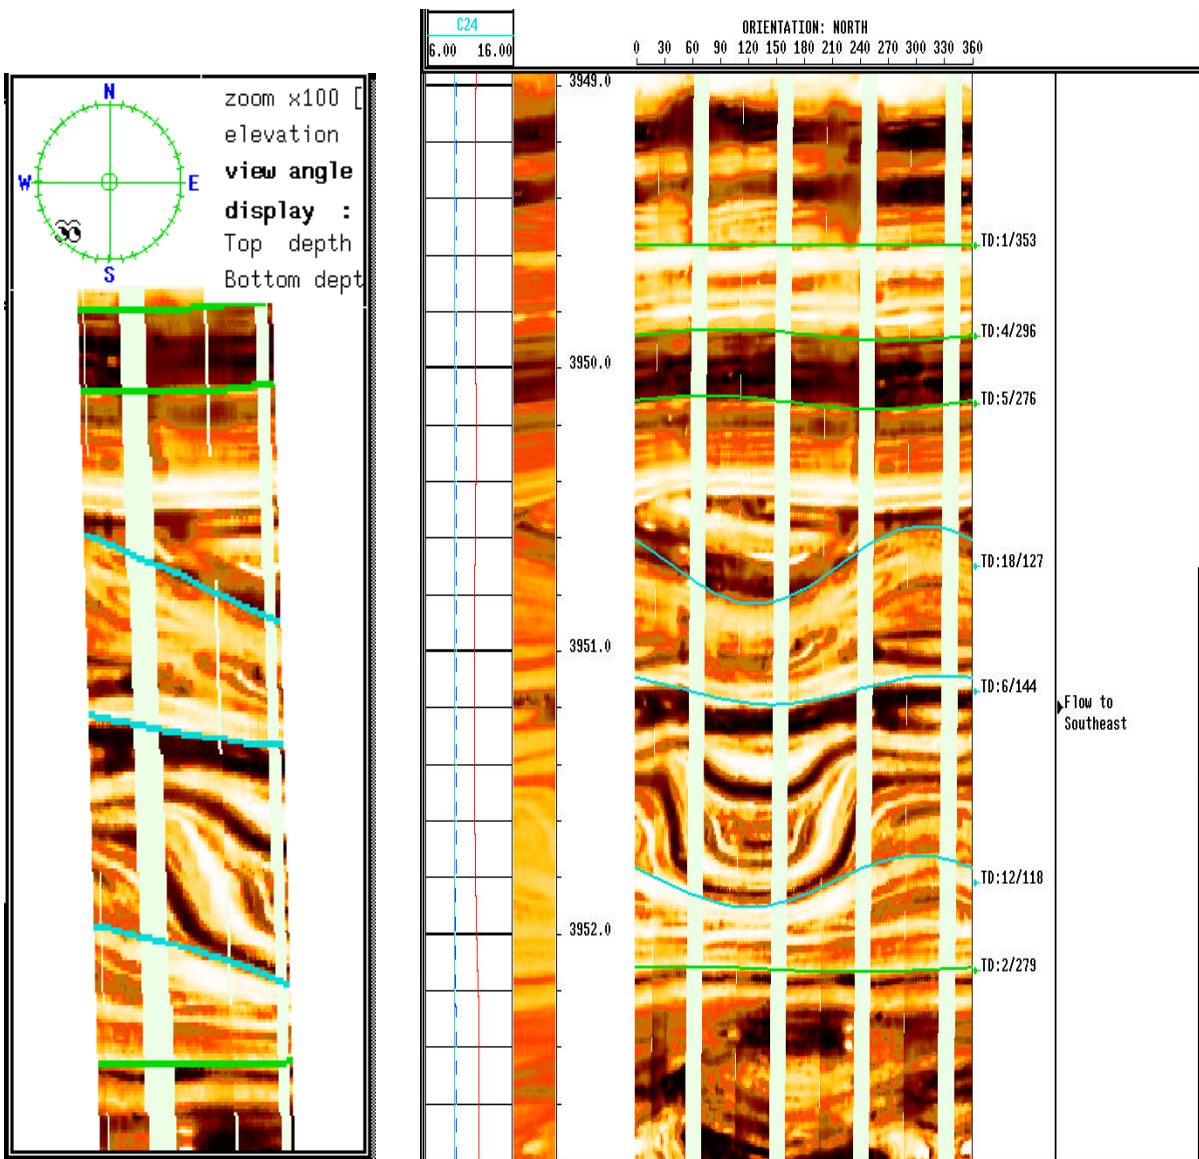 N
W
E
S
zoom x100 [
elevation
view angle
display :
Top depth
Bottom dept
C24
6.00 16.00
ORIENTATION: NORTH
0 30 60 90 120 150 180 210 240 270 300 330 360
3949.0
3950.0
3951.0
3952.0
TD:1/353
TD:4/296
TD:5/276
TD:18/127
TD:6/144
TD:12/118
TD:2/279
Flow to
Southeast